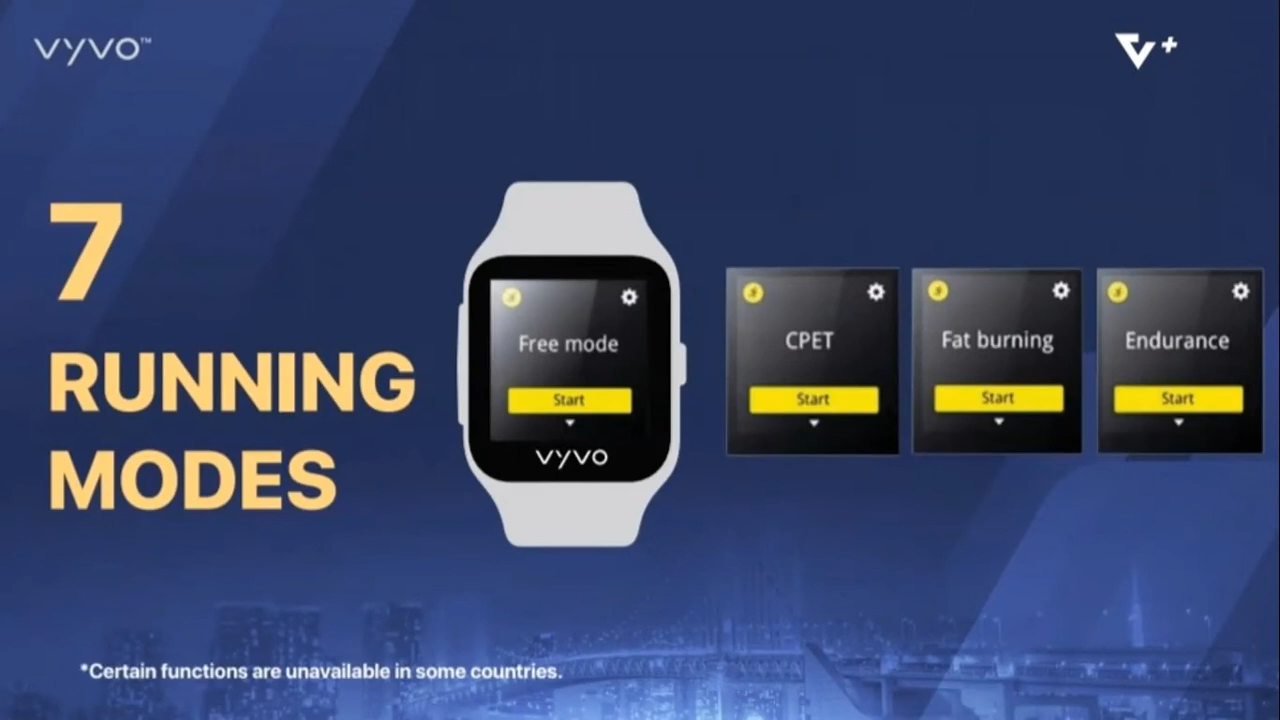 VYVO™
V+
7
RUNNING
MODES
Free mode
Start
VYVO
CPET
Start
Fat burning
Start
Endurance
Start
*Certain functions are unavailable in some countries.